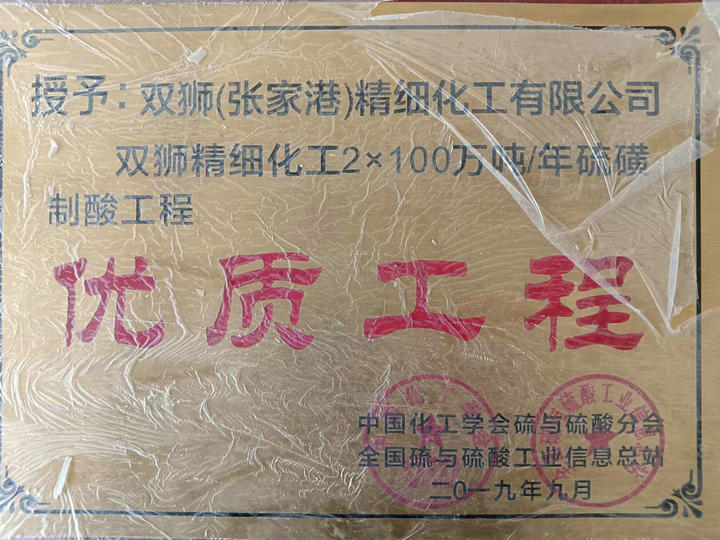 授予：双狮(张家港)精细化工有限公司
双狮精细化工2×100万吨/年硫磺
制酸工程
优质工程
中国化工学会硫与硫酸分会
全国硫与硫酸工业信息总站
二0一九年九月